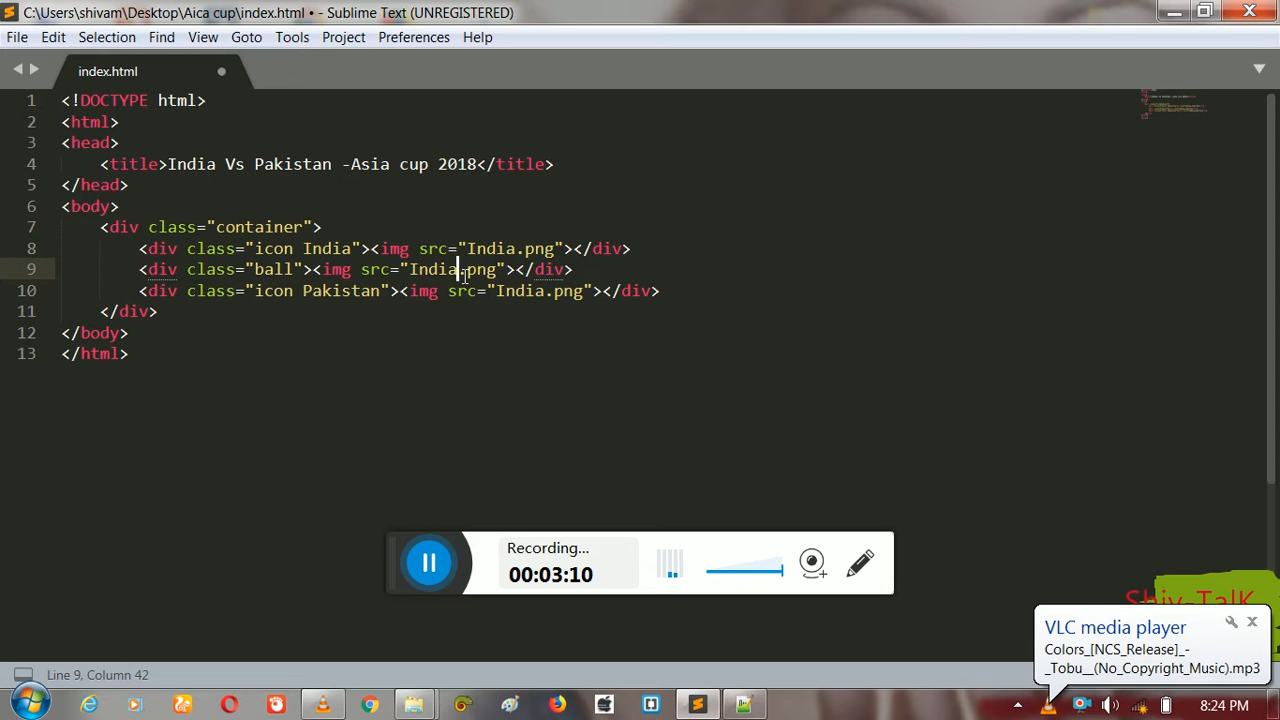 C:\Users\shivam\Desktop\Aica cup\index.html • - Sublime Text (UNREGISTERED)
File Edit Selection Find View Goto Tools Project Preferences Help
index.html
1 <!DOCTYPE html>
2 <html>
3 <head>
4 <title>India Vs Pakistan -Asia cup 2018</title>
5 </head>
6 <body>
7 <div class="container">
8 <div class="icon India"><img src="India.png"></div>
9 <div class="ball"><img src="India.png"></div>
10 <div class="icon Pakistan"><img src="India.png"></div>
11 </div>
12 </body>
13 </html>
Recording...
00:03:10
Shiv-TalK
VLC media player
Colors_[NCS_Release]_-
_Tobu__(No_Copyright_Music).mp3
Line 9, Column 42
8:24 PM